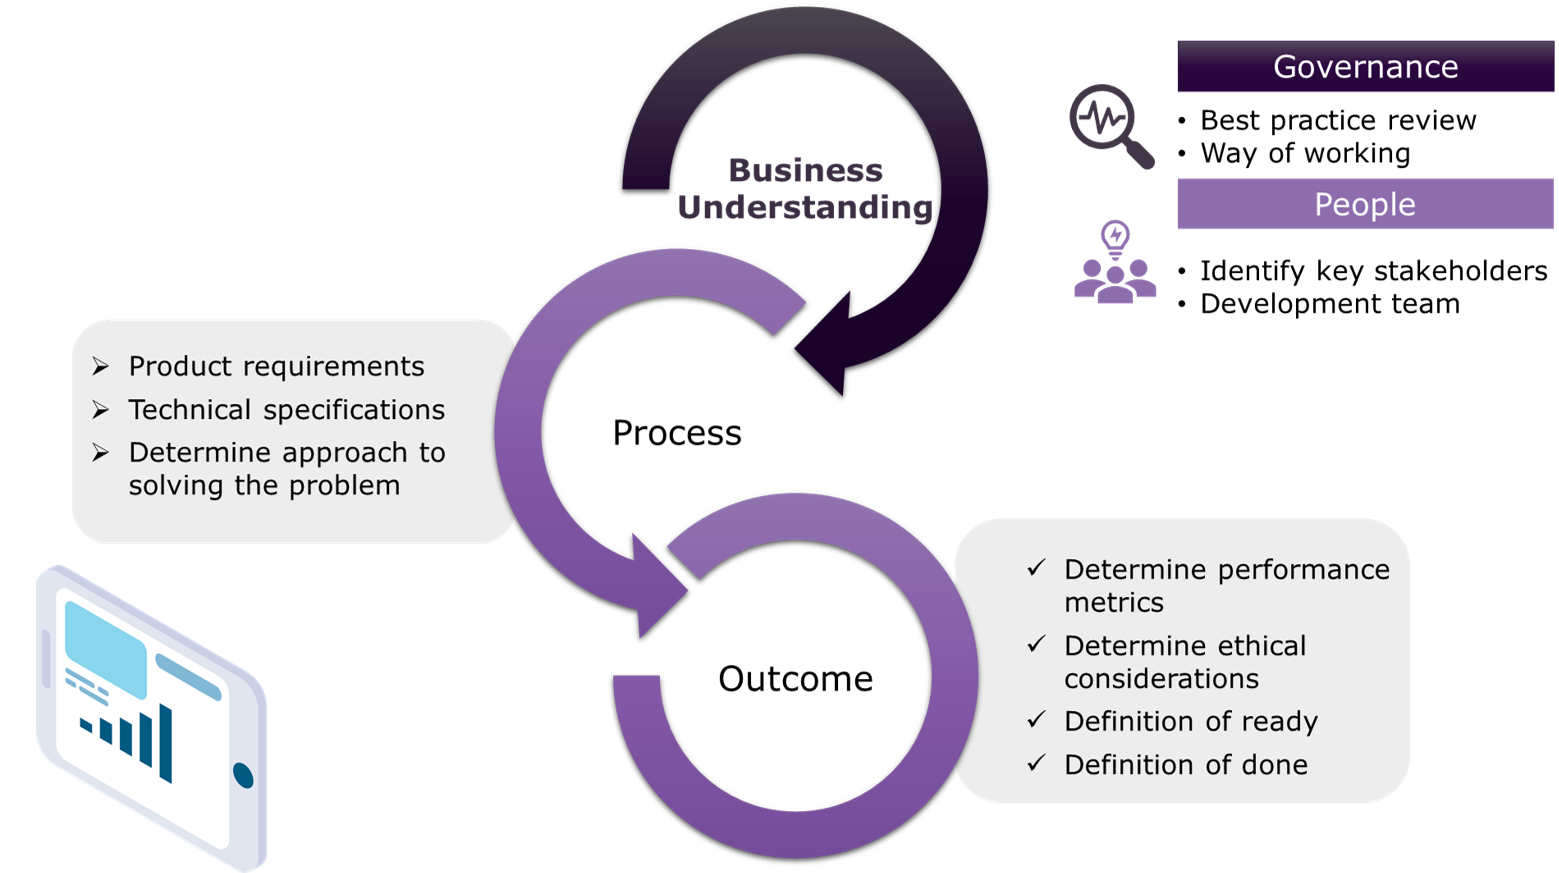 Governance
• Best practice review
• Way of working
People
• Identify key stakeholders
• Development team
Business
Understanding
Process
➢ Product requirements
➢ Technical specifications
➢ Determine approach to
solving the problem
Outcome
✓ Determine performance
metrics
✓ Determine ethical
considerations
✓ Definition of ready
✓ Definition of done